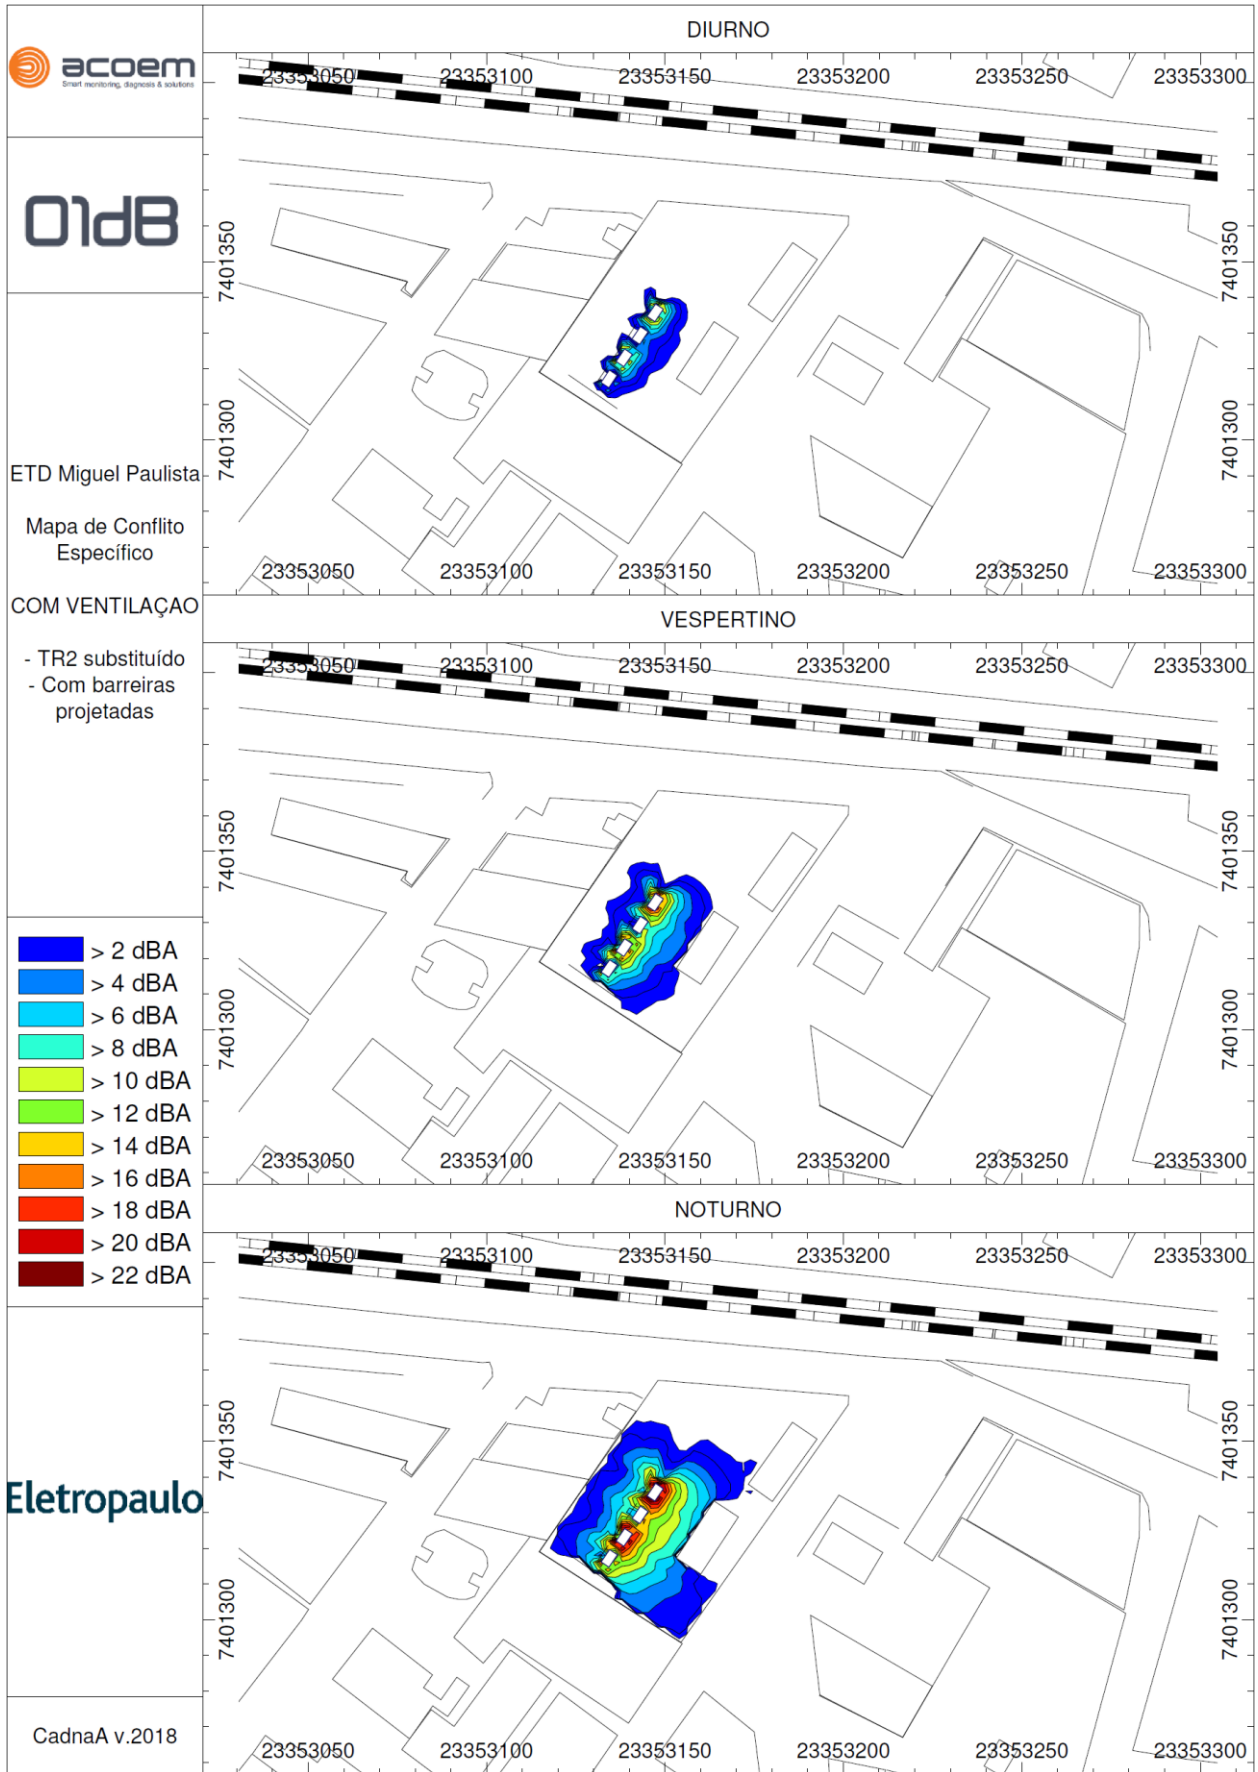 acoem
Smart monitoring, diagnosis & solutions
01dB
ETD Miguel Paulista
Mapa de Conflito
Específico
COM VENTILAÇAO
- TR2 substituído
- Com barreiras
projetadas
> 2 dBA
> 4 dBA
> 6 dBA
> 8 dBA
> 10 dBA
> 12 dBA
> 14 dBA
> 16 dBA
> 18 dBA
> 20 dBA
> 22 dBA
Eletropaulo
CadnaA v.2018
DIURNO
23353050 23353100 23353150 23353200 23353250 23353300
7401350 7401350
7401300 7401300
23353050 23353100 23353150 23353200 23353250 23353300
VESPERTINO
23353050 23353100 23353150 23353200 23353250 23353300
7401350 7401350
7401300 7401300
23353050 23353100 23353150 23353200 23353250 23353300
NOTURNO
23353050 23353100 23353150 23353200 23353250 23353300
7401350 7401350
7401300 7401300
23353050 23353100 23353150 23353200 23353250 23353300